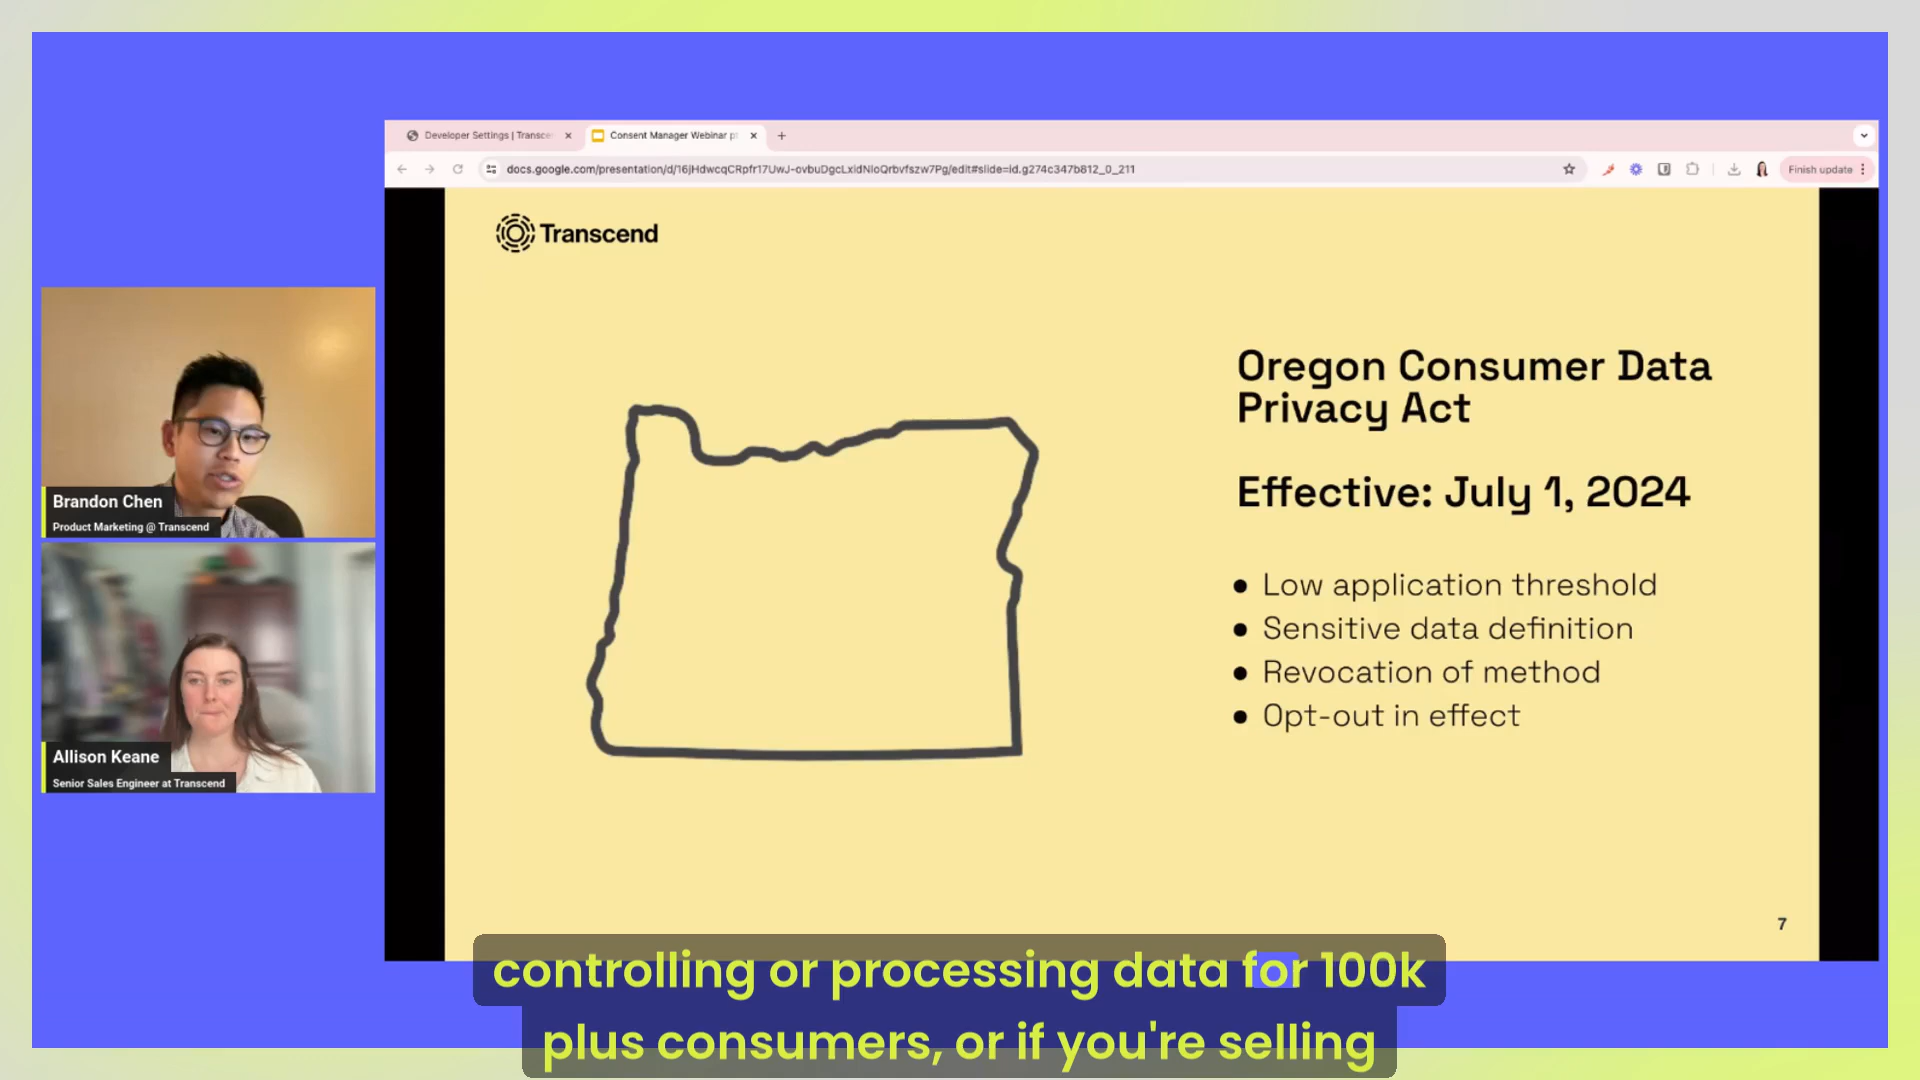 Developer Settings | Transce
Consent Manager Webinar pt
docs.google.com/presentation/d/16jHdwcqCRpfr17UwJ-ovbuDgcLxidNIoQrbvfszw7Pg/edit#slide=id.g274c347b812_0_211
Finish update
Transcend
Oregon Consumer Data
Privacy Act
Effective: July 1, 2024
• Low application threshold
• Sensitive data definition
• Revocation of method
• Opt-out in effect
7
Brandon Chen
Product Marketing @ Transcend
Allison Keane
Senior Sales Engineer at Transcend
controlling or processing data for 100k
plus consumers, or if you're selling